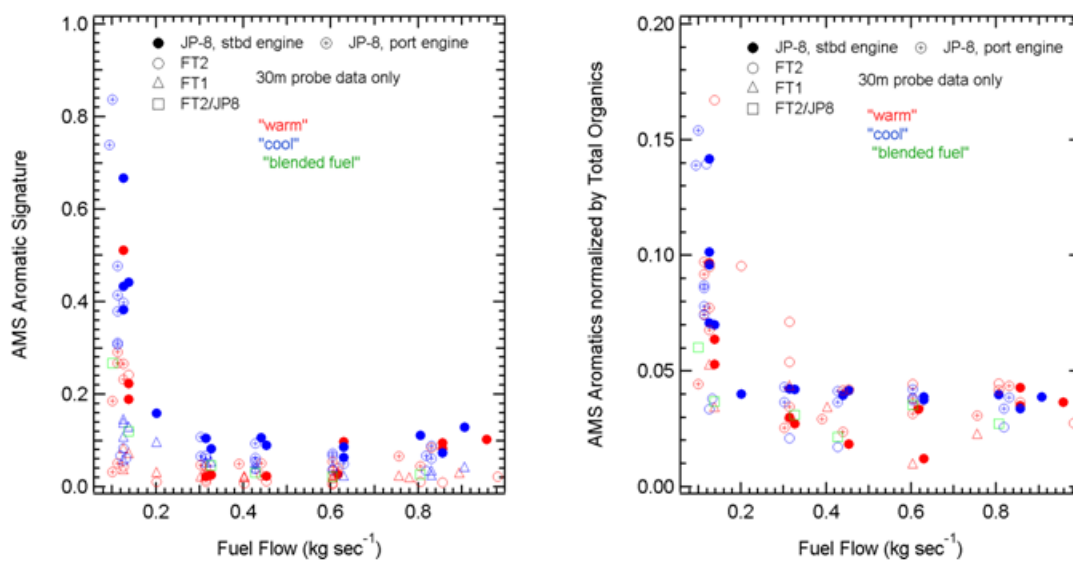 1.0
0.8
0.6
0.4
0.2
0.0
AMS Aromatic Signature
JP-8, stbd engine JP-8, port engine
FT2
FT1
FT2/JP8
30m probe data only
"warm"
"cool"
"blended fuel"
0.2 0.4 0.6 0.8
Fuel Flow (kg sec-1)
0.20
0.15
0.10
0.05
0.00
AMS Aromatics normalized by Total Organics
JP-8, stbd engine JP-8, port engine
FT2
FT1
FT2/JP8
30m probe data only
"warm"
"cool"
"blended fuel"
0.2 0.4 0.6 0.8
Fuel Flow (kg sec-1)